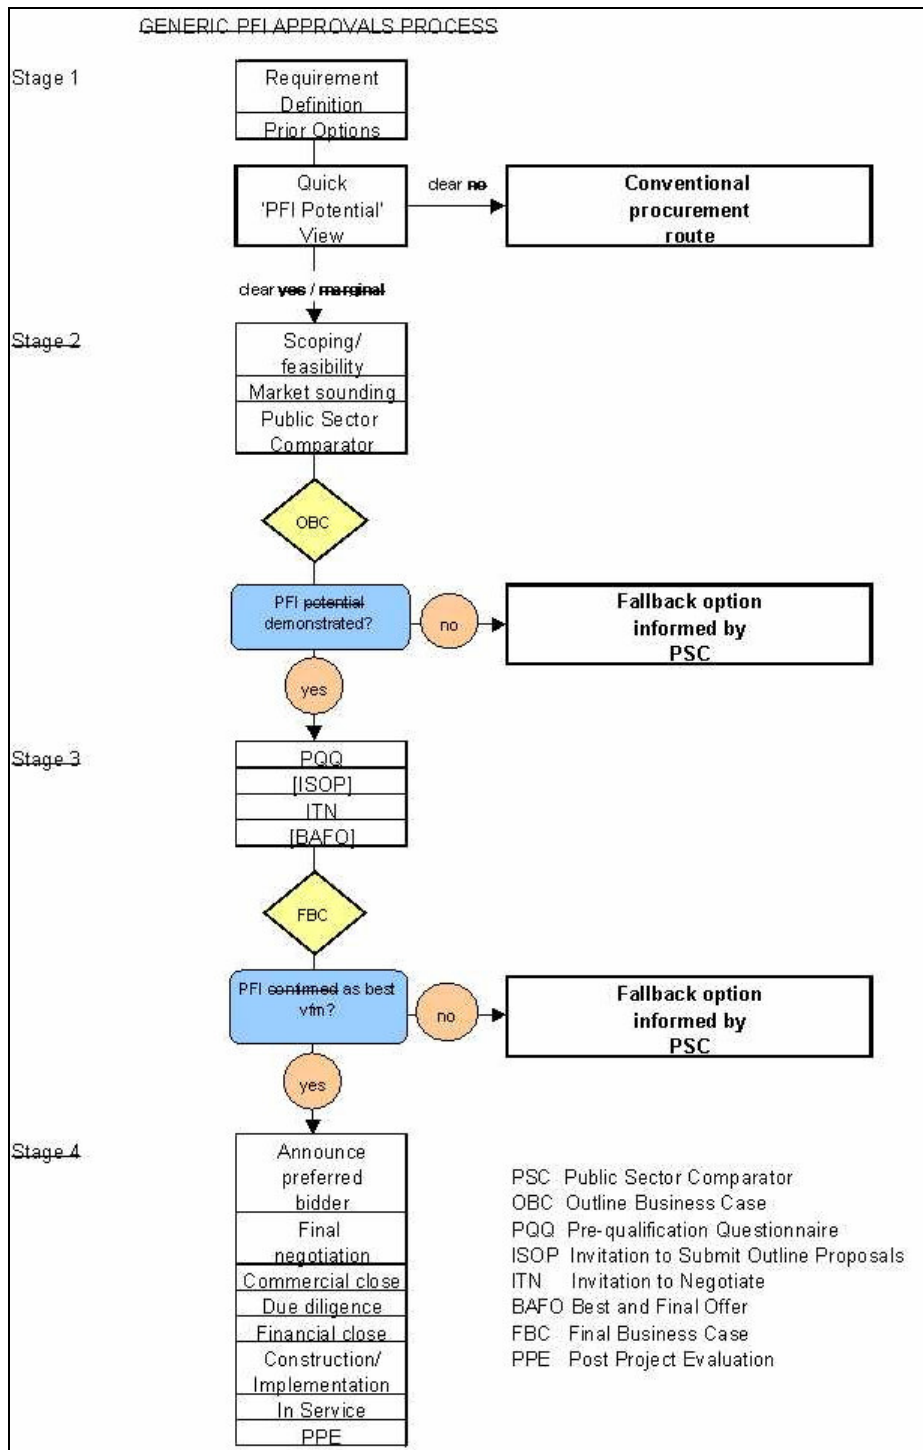 GENERIC PFI APPROVALS PROCESS
Stage 1
Requirement
Definition
Prior Options
Quick
'PFI Potential'
View
clear no
Conventional
procurement
route
clear yes / marginal
Stage 2
Scoping/
feasibility
Market sounding
Public Sector
Comparator
OBC
PFI potential
demonstrated?
no
Fallback option
informed by
PSC
yes
Stage 3
PQQ
[ISOP]
ITN
[BAFO]
FBC
PFI confirmed as best
vfm?
no
Fallback option
informed by
PSC
yes
Stage 4
Announce
preferred
bidder
Final
negotiation
Commercial close
Due diligence
Financial close
Construction/
Implementation
In Service
PPE
PSC Public Sector Comparator
OBC Outline Business Case
PQQ Pre-qualification Questionnaire
ISOP Invitation to Submit Outline Proposals
ITN Invitation to Negotiate
BAFO Best and Final Offer
FBC Final Business Case
PPE Post Project Evaluation